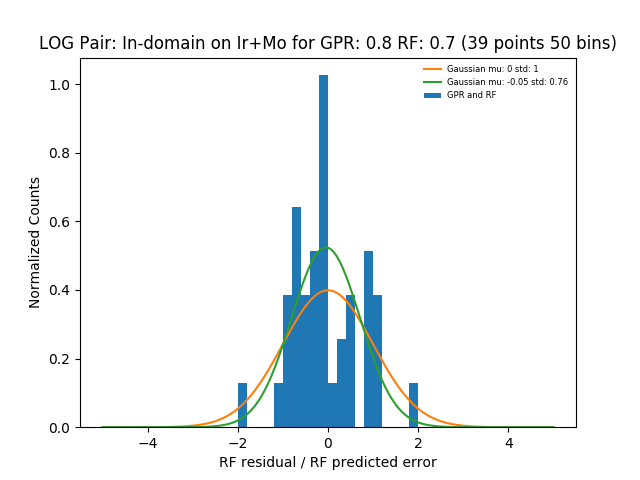 LOG Pair: In-domain on Ir+Mo for GPR: 0.8 RF: 0.7 (39 points 50 bins)
Gaussian mu: 0 std: 1
Gaussian mu: -0.05 std: 0.76
GPR and RF
1.0
0.8
0.6
0.4
0.2
0.0
Normalized Counts
−4 −2 0 2 4
RF residual / RF predicted error